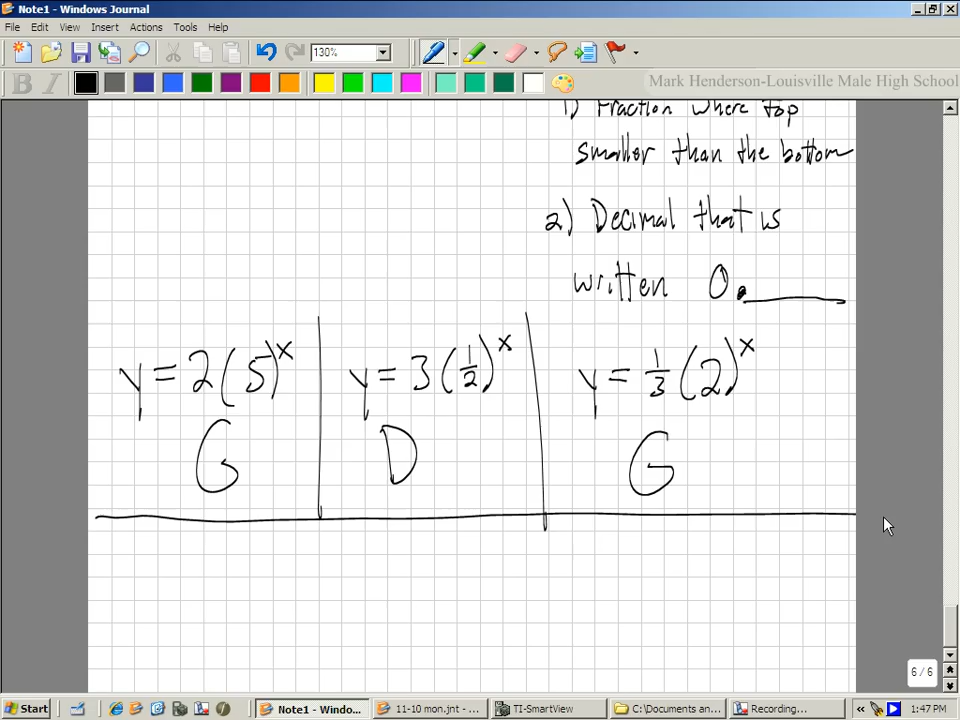 Note1 - Windows Journal
File Edit View Insert Actions Tools Help
130%
B I
Mark Henderson-Louisville Male High School
1) Fraction where top
smaller than the bottom
2) Decimal that is
written 0.______
y = 2(5)^x
y = 3(1/2)^x
y = 1/3(2)^x
G D G
6 / 6
Start
Note1 - Windo...
11-10 mon.jnt - ...
TI-SmartView
C:\Documents an...
Recording...
« 1:47 PM